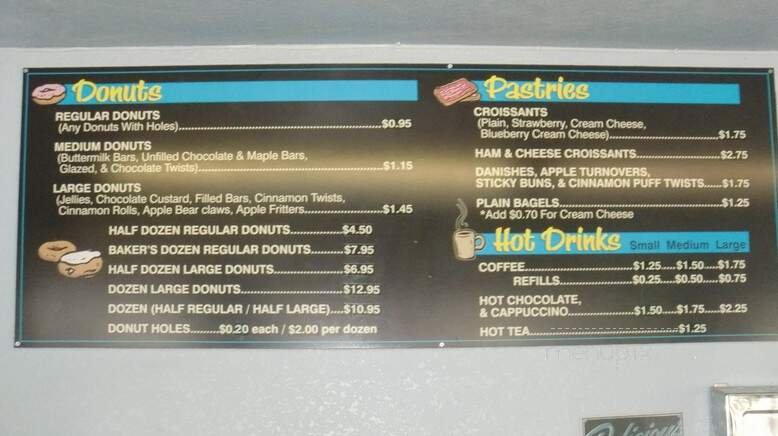 Donuts
REGULAR DONUTS
(Any Donuts With Holes)..........$0.95
MEDIUM DONUTS
(Buttermilk Bars, Unfilled Chocolate & Maple Bars,
Glazed, & Chocolate Twists)..........$1.15
LARGE DONUTS
(Jellies, Chocolate Custard, Filled Bars, Cinnamon Twists,
Cinnamon Rolls, Apple Bear claws, Apple Fritters..........$1.45
HALF DOZEN REGULAR DONUTS..........$4.50
BAKER'S DOZEN REGULAR DONUTS..........$7.95
HALF DOZEN LARGE DONUTS..........$6.95
DOZEN LARGE DONUTS..........$12.95
DOZEN (HALF REGULAR / HALF LARGE)....$10.95
DONUT HOLES.........$0.20 each / $2.00 per dozen
Pastries
CROISSANTS
(Plain, Strawberry, Cream Cheese,
Blueberry Cream Cheese)..........$1.75
HAM & CHEESE CROISSANTS..........$2.75
DANISHES, APPLE TURNOVERS,
STICKY BUNS, & CINNAMON PUFF TWISTS.....$1.75
PLAIN BAGELS..........$1.25
*Add $0.70 For Cream Cheese
Hot Drinks Small Medium Large
COFFEE..........$1.25....$1.50....$1.75
REFILLS..........$0.25....$0.50....$0.75
HOT CHOCOLATE,
& CAPPUCCINO..........$1.50....$1.75....$2.25
HOT TEA..........$1.25
menupix
Delicious